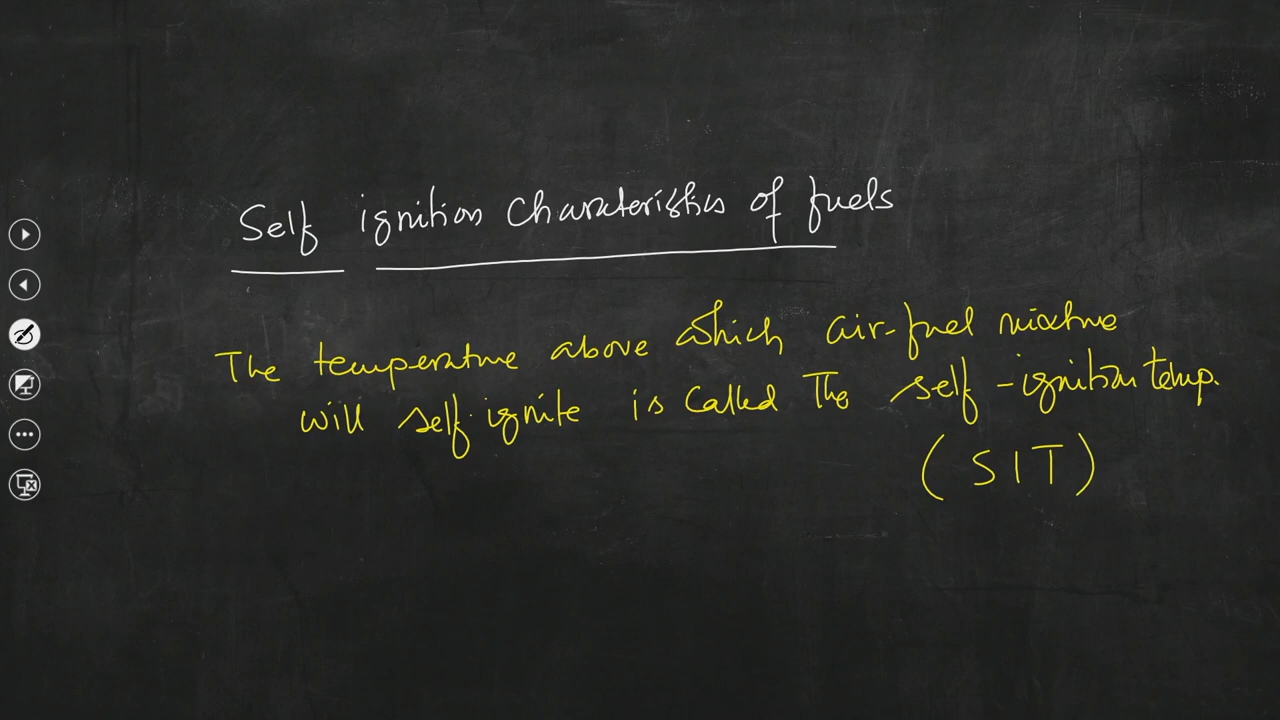 Self ignition Charateristics of fuels
The temperature above which air-fuel mixture
will self-ignite is called The self-ignition temp.
(SIT)